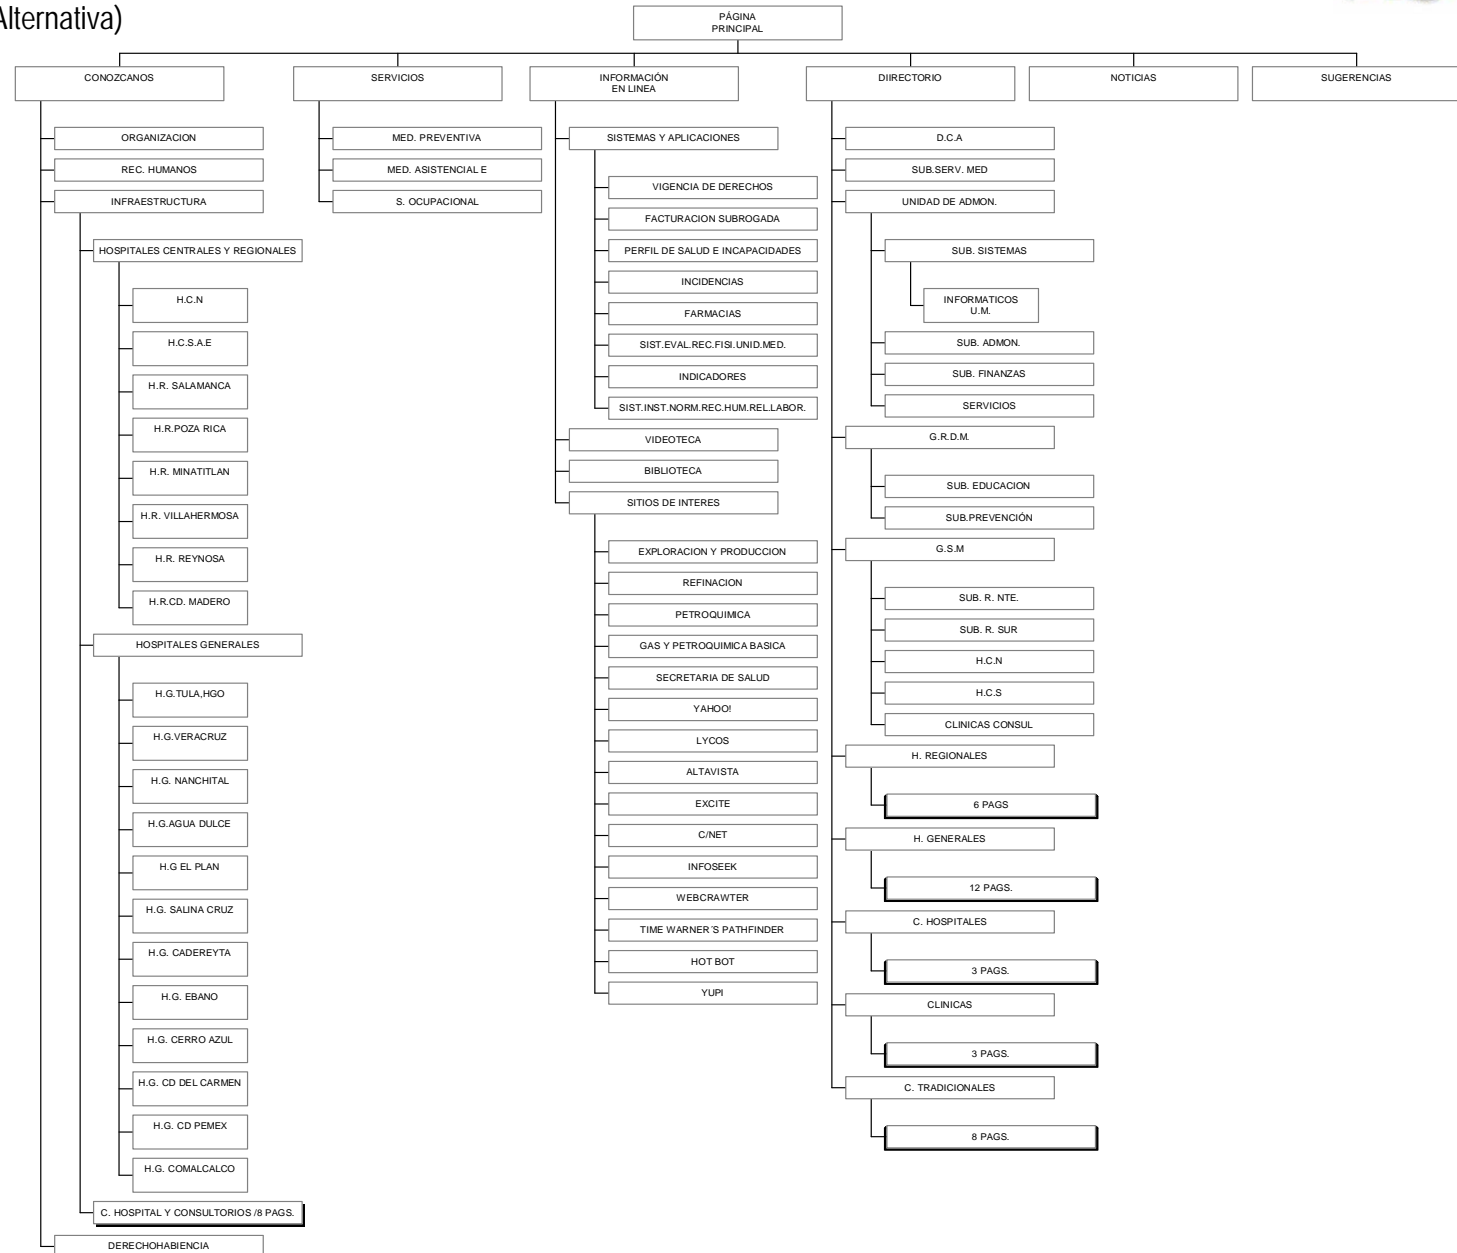 Alternativa)
PÁGINA
PRINCIPAL
CONOZCANOS
ORGANIZACION
REC. HUMANOS
INFRAESTRUCTURA
HOSPITALES CENTRALES Y REGIONALES
H.C.N
H.C.S.A.E
H.R. SALAMANCA
H.R.POZA RICA
H.R. MINATITLAN
H.R. VILLAHERMOSA
H.R. REYNOSA
H.R.CD. MADERO
HOSPITALES GENERALES
H.G.TULA,HGO
H.G.VERACRUZ
H.G. NANCHITAL
H.G.AGUA DULCE
H.G EL PLAN
H.G. SALINA CRUZ
H.G. CADEREYTA
H.G. EBANO
H.G. CERRO AZUL
H.G. CD DEL CARMEN
H.G. CD PEMEX
H.G. COMALCALCO
C. HOSPITAL Y CONSULTORIOS /8 PAGS.
DERECHOHABIENCIA
SERVICIOS
MED. PREVENTIVA
MED. ASISTENCIAL E
S. OCUPACIONAL
INFORMACIÓN
EN LINEA
SISTEMAS Y APLICACIONES
VIGENCIA DE DERECHOS
FACTURACION SUBROGADA
PERFIL DE SALUD E INCAPACIDADES
INCIDENCIAS
FARMACIAS
SIST.EVAL.REC.FISI.UNID.MED.
INDICADORES
SIST.INST.NORM.REC.HUM.REL.LABOR.
VIDEOTECA
BIBLIOTECA
SITIOS DE INTERES
EXPLORACION Y PRODUCCION
REFINACION
PETROQUIMICA
GAS Y PETROQUIMICA BASICA
SECRETARIA DE SALUD
YAHOO!
LYCOS
ALTAVISTA
EXCITE
C/NET
INFOSEEK
WEBCRAWTER
TIME WARNER´S PATHFINDER
HOT BOT
YUPI
DIIRECTORIO
D.C.A
SUB.SERV. MED
UNIDAD DE ADMON.
SUB. SISTEMAS
INFORMATICOS
U.M.
SUB. ADMON.
SUB. FINANZAS
SERVICIOS
G.R.D.M.
SUB. EDUCACION
SUB.PREVENCIÓN
G.S.M
SUB. R. NTE.
SUB. R. SUR
H.C.N
H.C.S
CLINICAS CONSUL
H. REGIONALES
6 PAGS
H. GENERALES
12 PAGS.
C. HOSPITALES
3 PAGS.
CLINICAS
3 PAGS.
C. TRADICIONALES
8 PAGS.
NOTICIAS
SUGERENCIAS